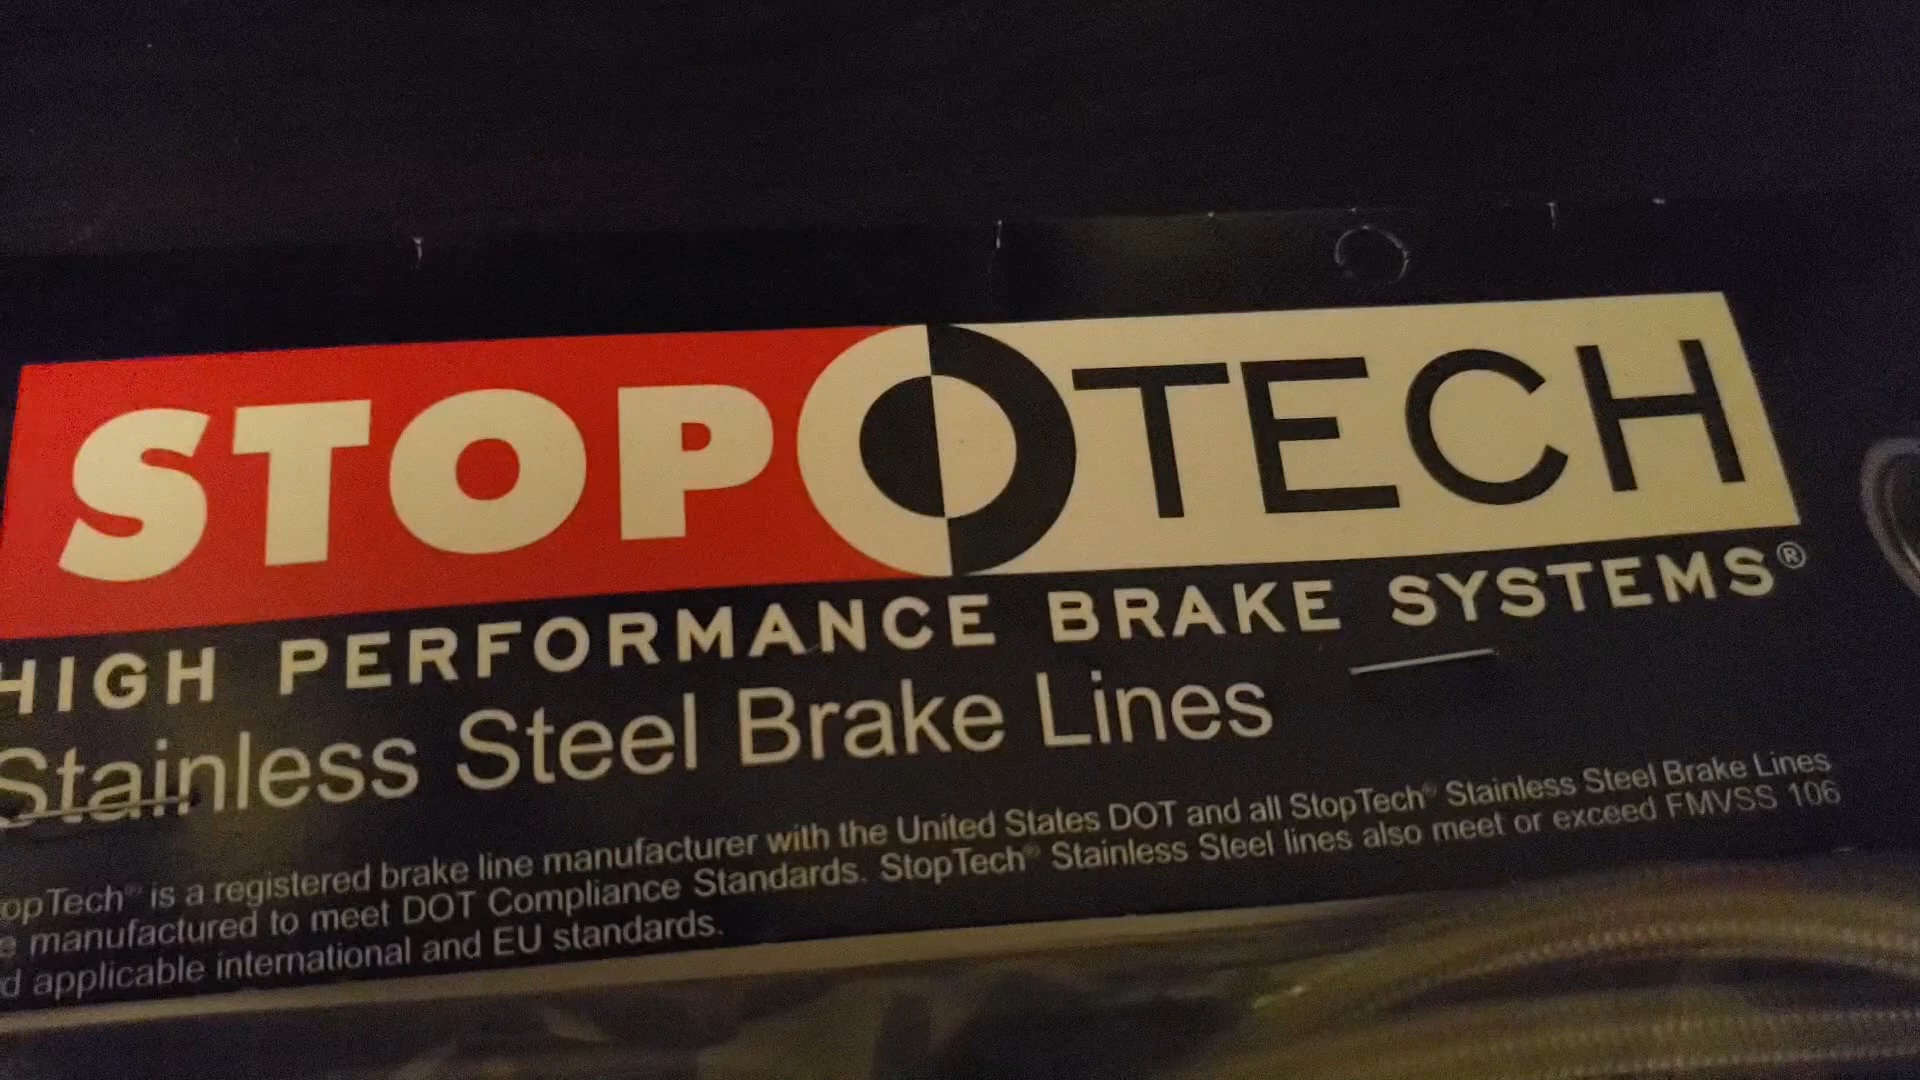 STOPTECH
HIGH PERFORMANCE BRAKE SYSTEMS®
Stainless Steel Brake Lines
opTech® is a registered brake line manufacturer with the United States DOT and all StopTech® Stainless Steel Brake Lines
e manufactured to meet DOT Compliance Standards. StopTech® Stainless Steel lines also meet or exceed FMVSS 106
d applicable international and EU standards.